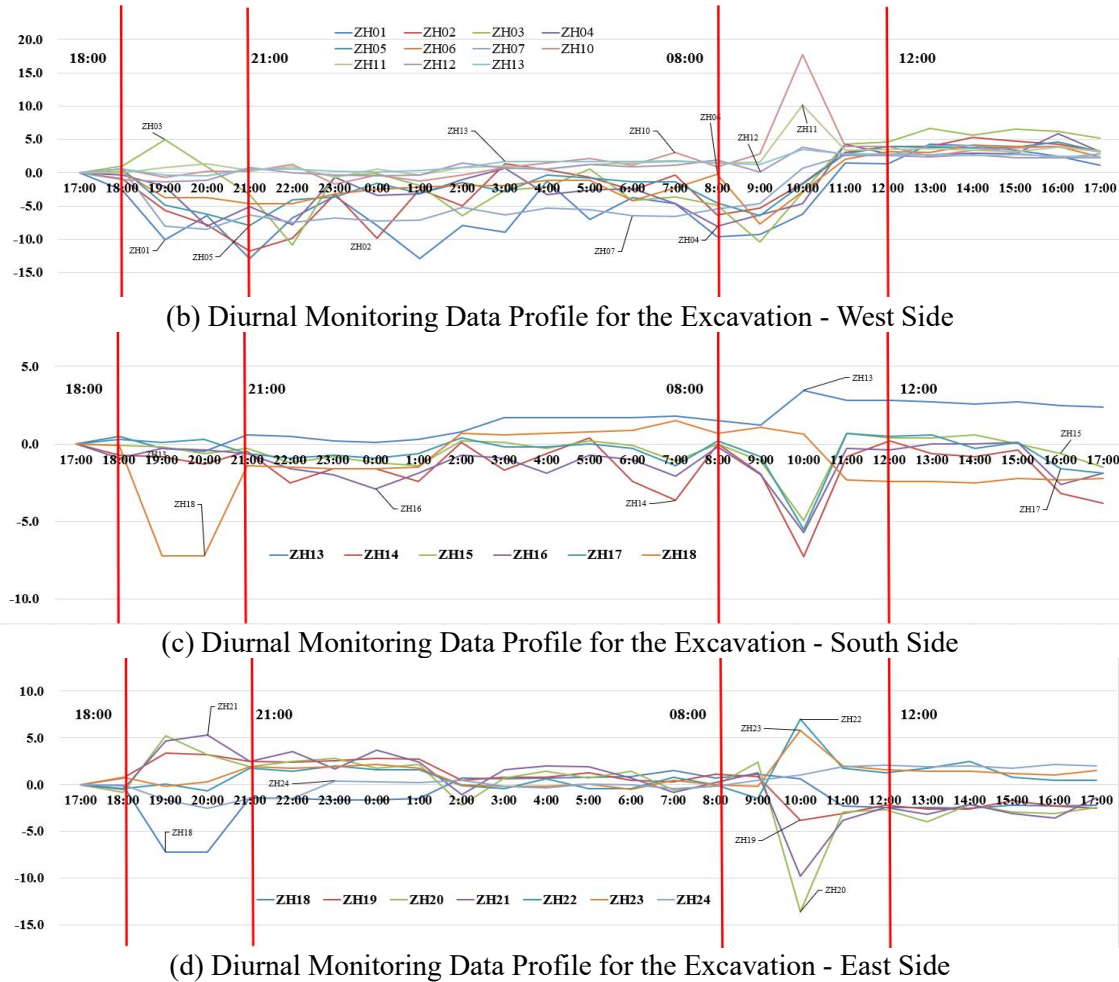 ZH01 ZH02 ZH03 ZH04
ZH05 ZH06 ZH07 ZH10
ZH11 ZH12 ZH13
20.0
15.0
10.0
5.0
0.0
-5.0
-10.0
-15.0
18:00
21:00
08:00
12:00
ZH03
ZH13
ZH10
ZH06
ZH12
ZH11
ZH01
ZH05
ZH02
ZH07
ZH04
17:00 18:00 19:00 20:00 21:00 22:00 23:00 0:00 1:00 2:00 3:00 4:00 5:00 6:00 7:00 8:00 9:00 10:00 11:00 12:00 13:00 14:00 15:00 16:00 17:00
(b) Diurnal Monitoring Data Profile for the Excavation - West Side
5.0
0.0
-5.0
-10.0
18:00
21:00
08:00
12:00
ZH13
ZH13
ZH15
ZH18
ZH16
ZH14
ZH17
17:00 18:00 19:00 20:00 21:00 22:00 23:00 0:00 1:00 2:00 3:00 4:00 5:00 6:00 7:00 8:00 9:00 10:00 11:00 12:00 13:00 14:00 15:00 16:00 17:00
ZH13 ZH14 ZH15 ZH16 ZH17 ZH18
(c) Diurnal Monitoring Data Profile for the Excavation - South Side
10.0
5.0
0.0
-5.0
-10.0
-15.0
18:00
21:00
08:00
12:00
ZH21
ZH23
ZH22
ZH24
ZH18
ZH19
ZH20
17:00 18:00 19:00 20:00 21:00 22:00 23:00 0:00 1:00 2:00 3:00 4:00 5:00 6:00 7:00 8:00 9:00 10:00 11:00 12:00 13:00 14:00 15:00 16:00 17:00
ZH18 ZH19 ZH20 ZH21 ZH22 ZH23 ZH24
(d) Diurnal Monitoring Data Profile for the Excavation - East Side